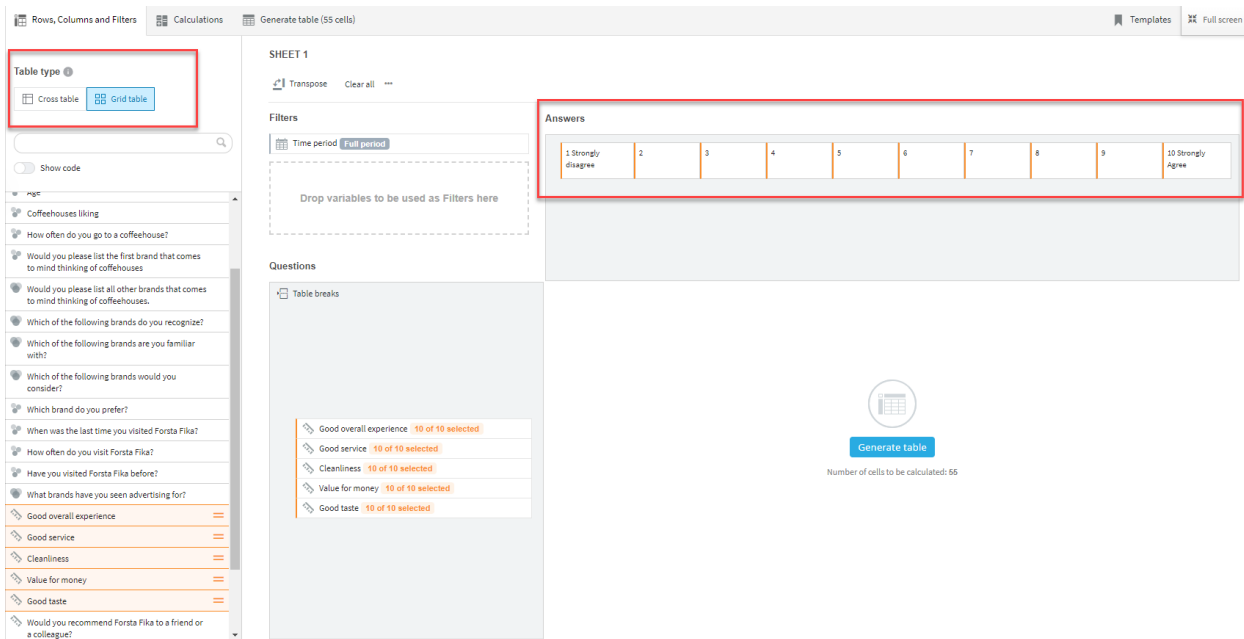 Rows, Columns and Filters
Calculations
Generate table (55 cells)
Templates
Full screen
Table type
Cross table
Grid table
Show code
Age
Coffeehouses liking
How often do you go to a coffeehouse?
Would you please list the first brand that comes
to mind thinking of coffehouses
Would you please list all other brands that comes
to mind thinking of coffeehouses.
Which of the following brands do you recognize?
Which of the following brands are you familiar
with?
Which of the following brands would you
consider?
Which brand do you prefer?
When was the last time you visited Forsta Fika?
How often do you visit Forsta Fika?
Have you visited Forsta Fika before?
What brands have you seen advertising for?
Good overall experience
Good service
Cleanliness
Value for money
Good taste
Would you recommend Forsta Fika to a friend or
a colleague?
SHEET 1
Transpose
Clear all
Filters
Time period Full period
Drop variables to be used as Filters here
Questions
Table breaks
Good overall experience 10 of 10 selected
Good service 10 of 10 selected
Cleanliness 10 of 10 selected
Value for money 10 of 10 selected
Good taste 10 of 10 selected
Answers
1 Strongly
disagree
2
3
4
5
6
7
8
9
10 Strongly
Agree
Generate table
Number of cells to be calculated: 55